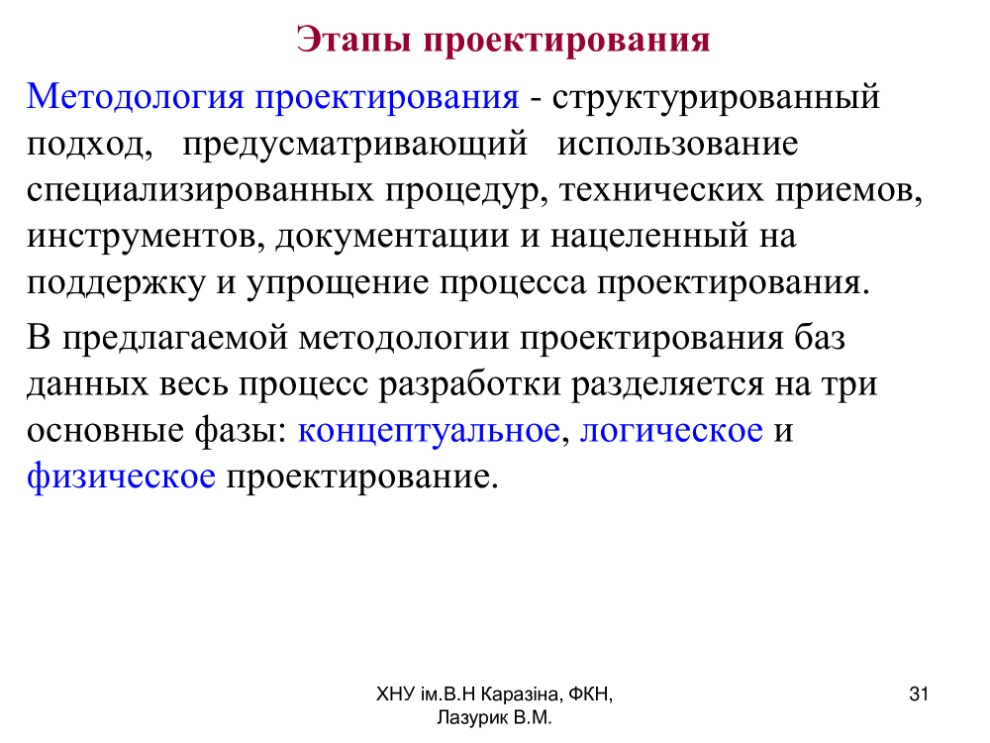 Этапы проектирования
Методология проектирования - структурированный
подход, предусматривающий использование
специализированных процедур, технических приемов,
инструментов, документации и нацеленный на
поддержку и упрощение процесса проектирования.
В предлагаемой методологии проектирования баз
данных весь процесс разработки разделяется на три
основные фазы: концептуальное, логическое и
физическое проектирование.
ХНУ ім.В.Н Каразіна, ФКН,
Лазурик В.М.
31